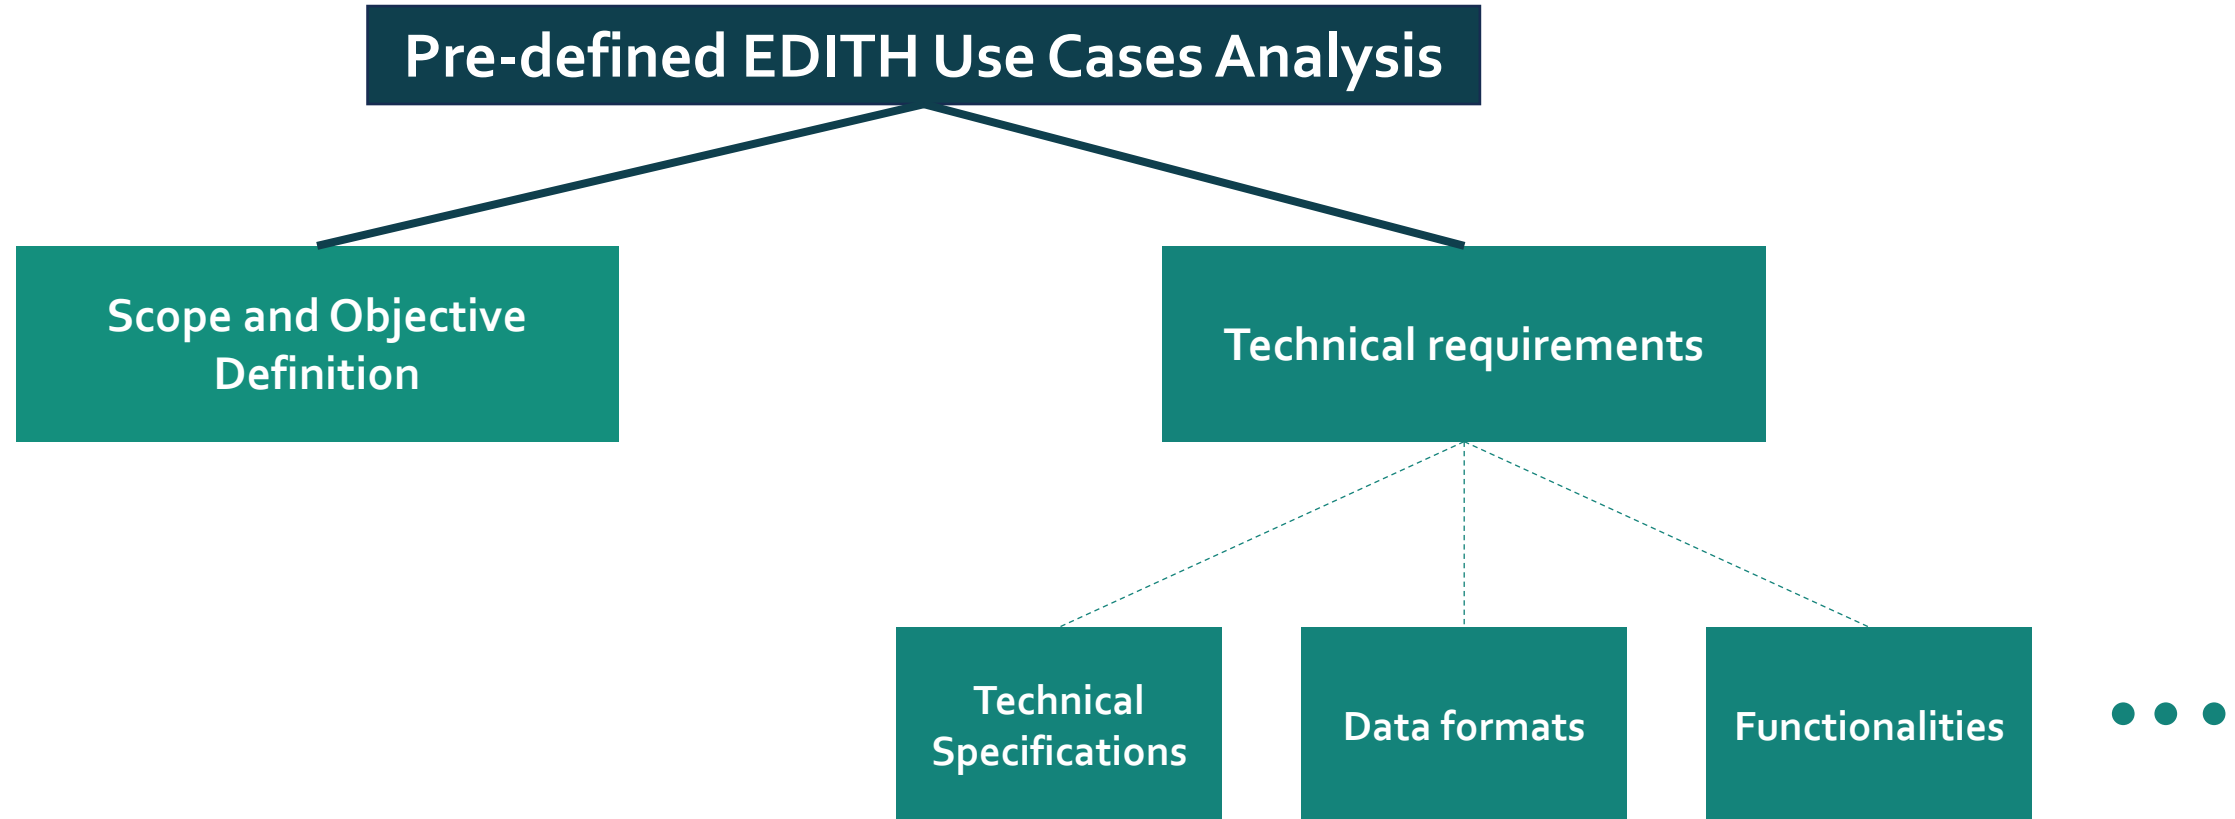 Pre-defined EDITH Use Cases Analysis
Scope and Objective
Definition
Technical requirements
Technical
Specifications
Data formats
Functionalities